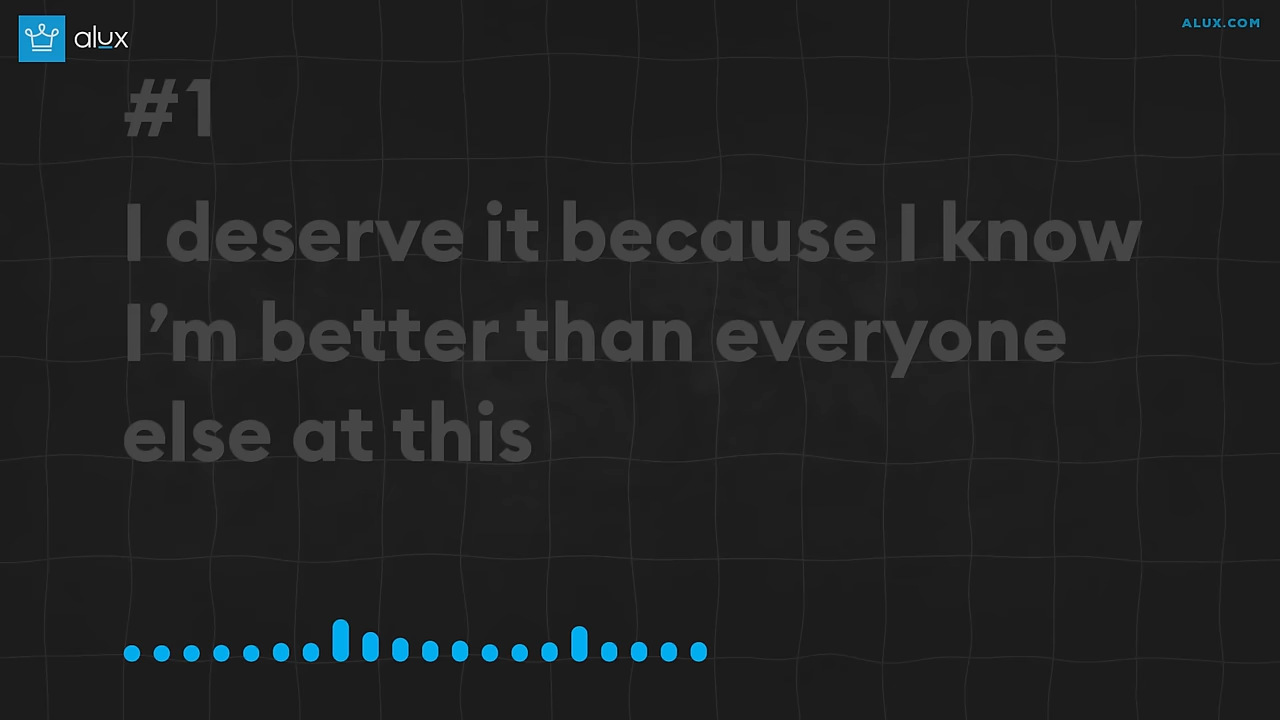 alux
ALUX.COM
#1
I deserve it because I know
I’m better than everyone
else at this